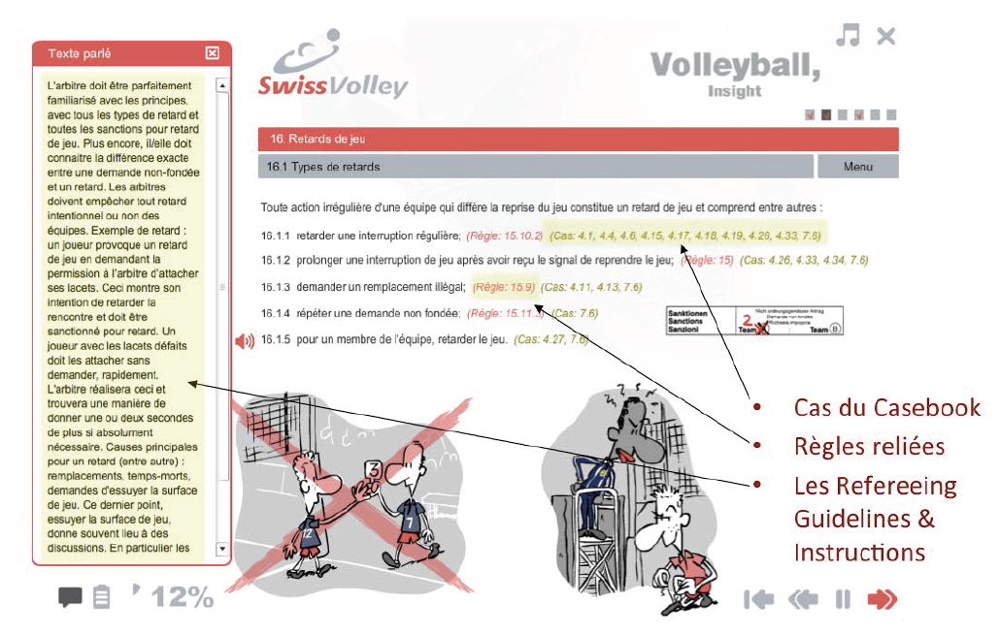 Texte parlé
L'arbitre doit être parfaitement
familiarisé avec les principes,
avec tous les types de retard et
toutes les sanctions pour retard
de jeu. Plus encore, il/elle doit
connaitre la différence exacte
entre une demande non-fondée
et un retard. Les arbitres
doivent empêcher tout retard
intentionnel ou non des
équipes. Exemple de retard :
un joueur provoque un retard
de jeu en demandant la
permission à l'arbitre d'attacher
ses lacets. Ceci montre son
intention de retarder la
rencontre et doit être
sanctionné pour retard. Un
joueur avec les lacets défaits
doit les attacher sans
demander, rapidement.
L'arbitre réalisera ceci et
trouvera une manière de
donner une ou deux secondes
de plus si absolument
nécessaire. Causes principales
pour un retard (entre autre) :
remplacements, temps-morts,
demandes d'essuyer la surface
de jeu. Ce dernier point,
essuyer la surface de jeu,
donne souvent lieu à des
discussions. En particulier les
12%
SwissVolley
Volleyball,
Insight
16. Retards de jeu
16.1 Types de retards
Menu
Toute action irrégulière d'une équipe qui diffère la reprise du jeu constitue un retard de jeu et comprend entre autres :
16.1.1 retarder une interruption régulière; (Règle: 15.10.2) (Cas: 4.1, 4.4, 4.6, 4.15, 4.17, 4.18, 4.19, 4.26, 4.33, 7.6)
16.1.2 prolonger une interruption de jeu après avoir reçu le signal de reprendre le jeu; (Règle: 15) (Cas: 4.26, 4.33, 4.34, 7.6)
16.1.3 demander un remplacement illégal; (Règle: 15.9) (Cas: 4.11, 4.13, 7.6)
16.1.4 répéter une demande non fondée; (Règle: 15.11.3) (Cas: 7.6)
16.1.5 pour un membre de l'équipe, retarder le jeu. (Cas: 4.27, 7.6)
Sanktionen
Sanctions
Sanzioni
Nicht ordnungsgemässer Antrag
Demande non fondée
Richiesta impropria
2.
Team
:
Team B
3
12
7
• Cas du Casebook
• Règles reliées
• Les Refereeing
Guidelines &
Instructions